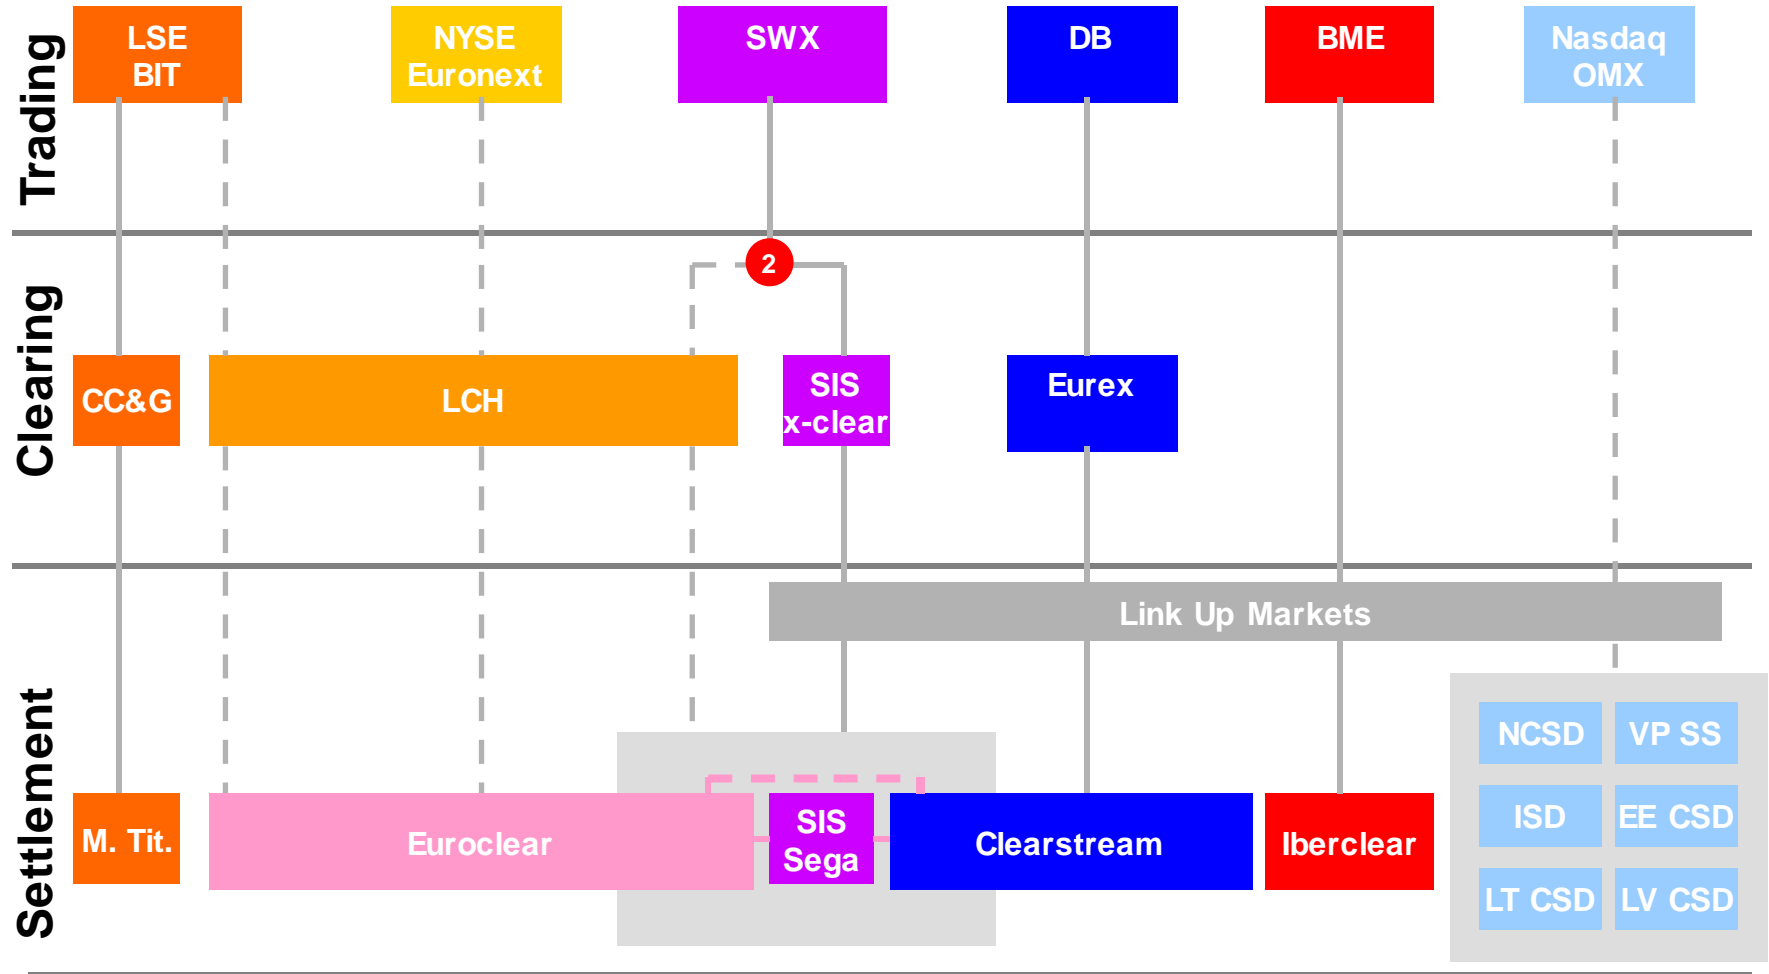 Trading
LSE
BIT
NYSE
Euronext
SWX
DB
BME
Nasdaq
OMX
Clearing
2
CC&G
LCH
SIS
x-clear
Eurex
Settlement
Link Up Markets
M. Tit.
Euroclear
SIS
Sega
Clearstream
Iberclear
NCSD
VP SS
ISD
EE CSD
LT CSD
LV CSD